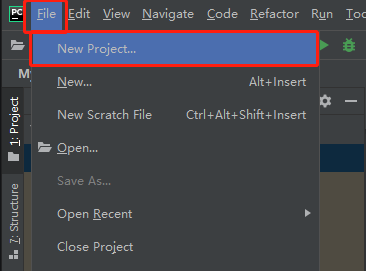 PC File Edit View Navigate Code Refactor Run Too
New Project...
My
New... Alt+Insert
1: Project
New Scratch File Ctrl+Alt+Shift+Insert
Open...
Save As...
7: Structure
Open Recent
Close Project